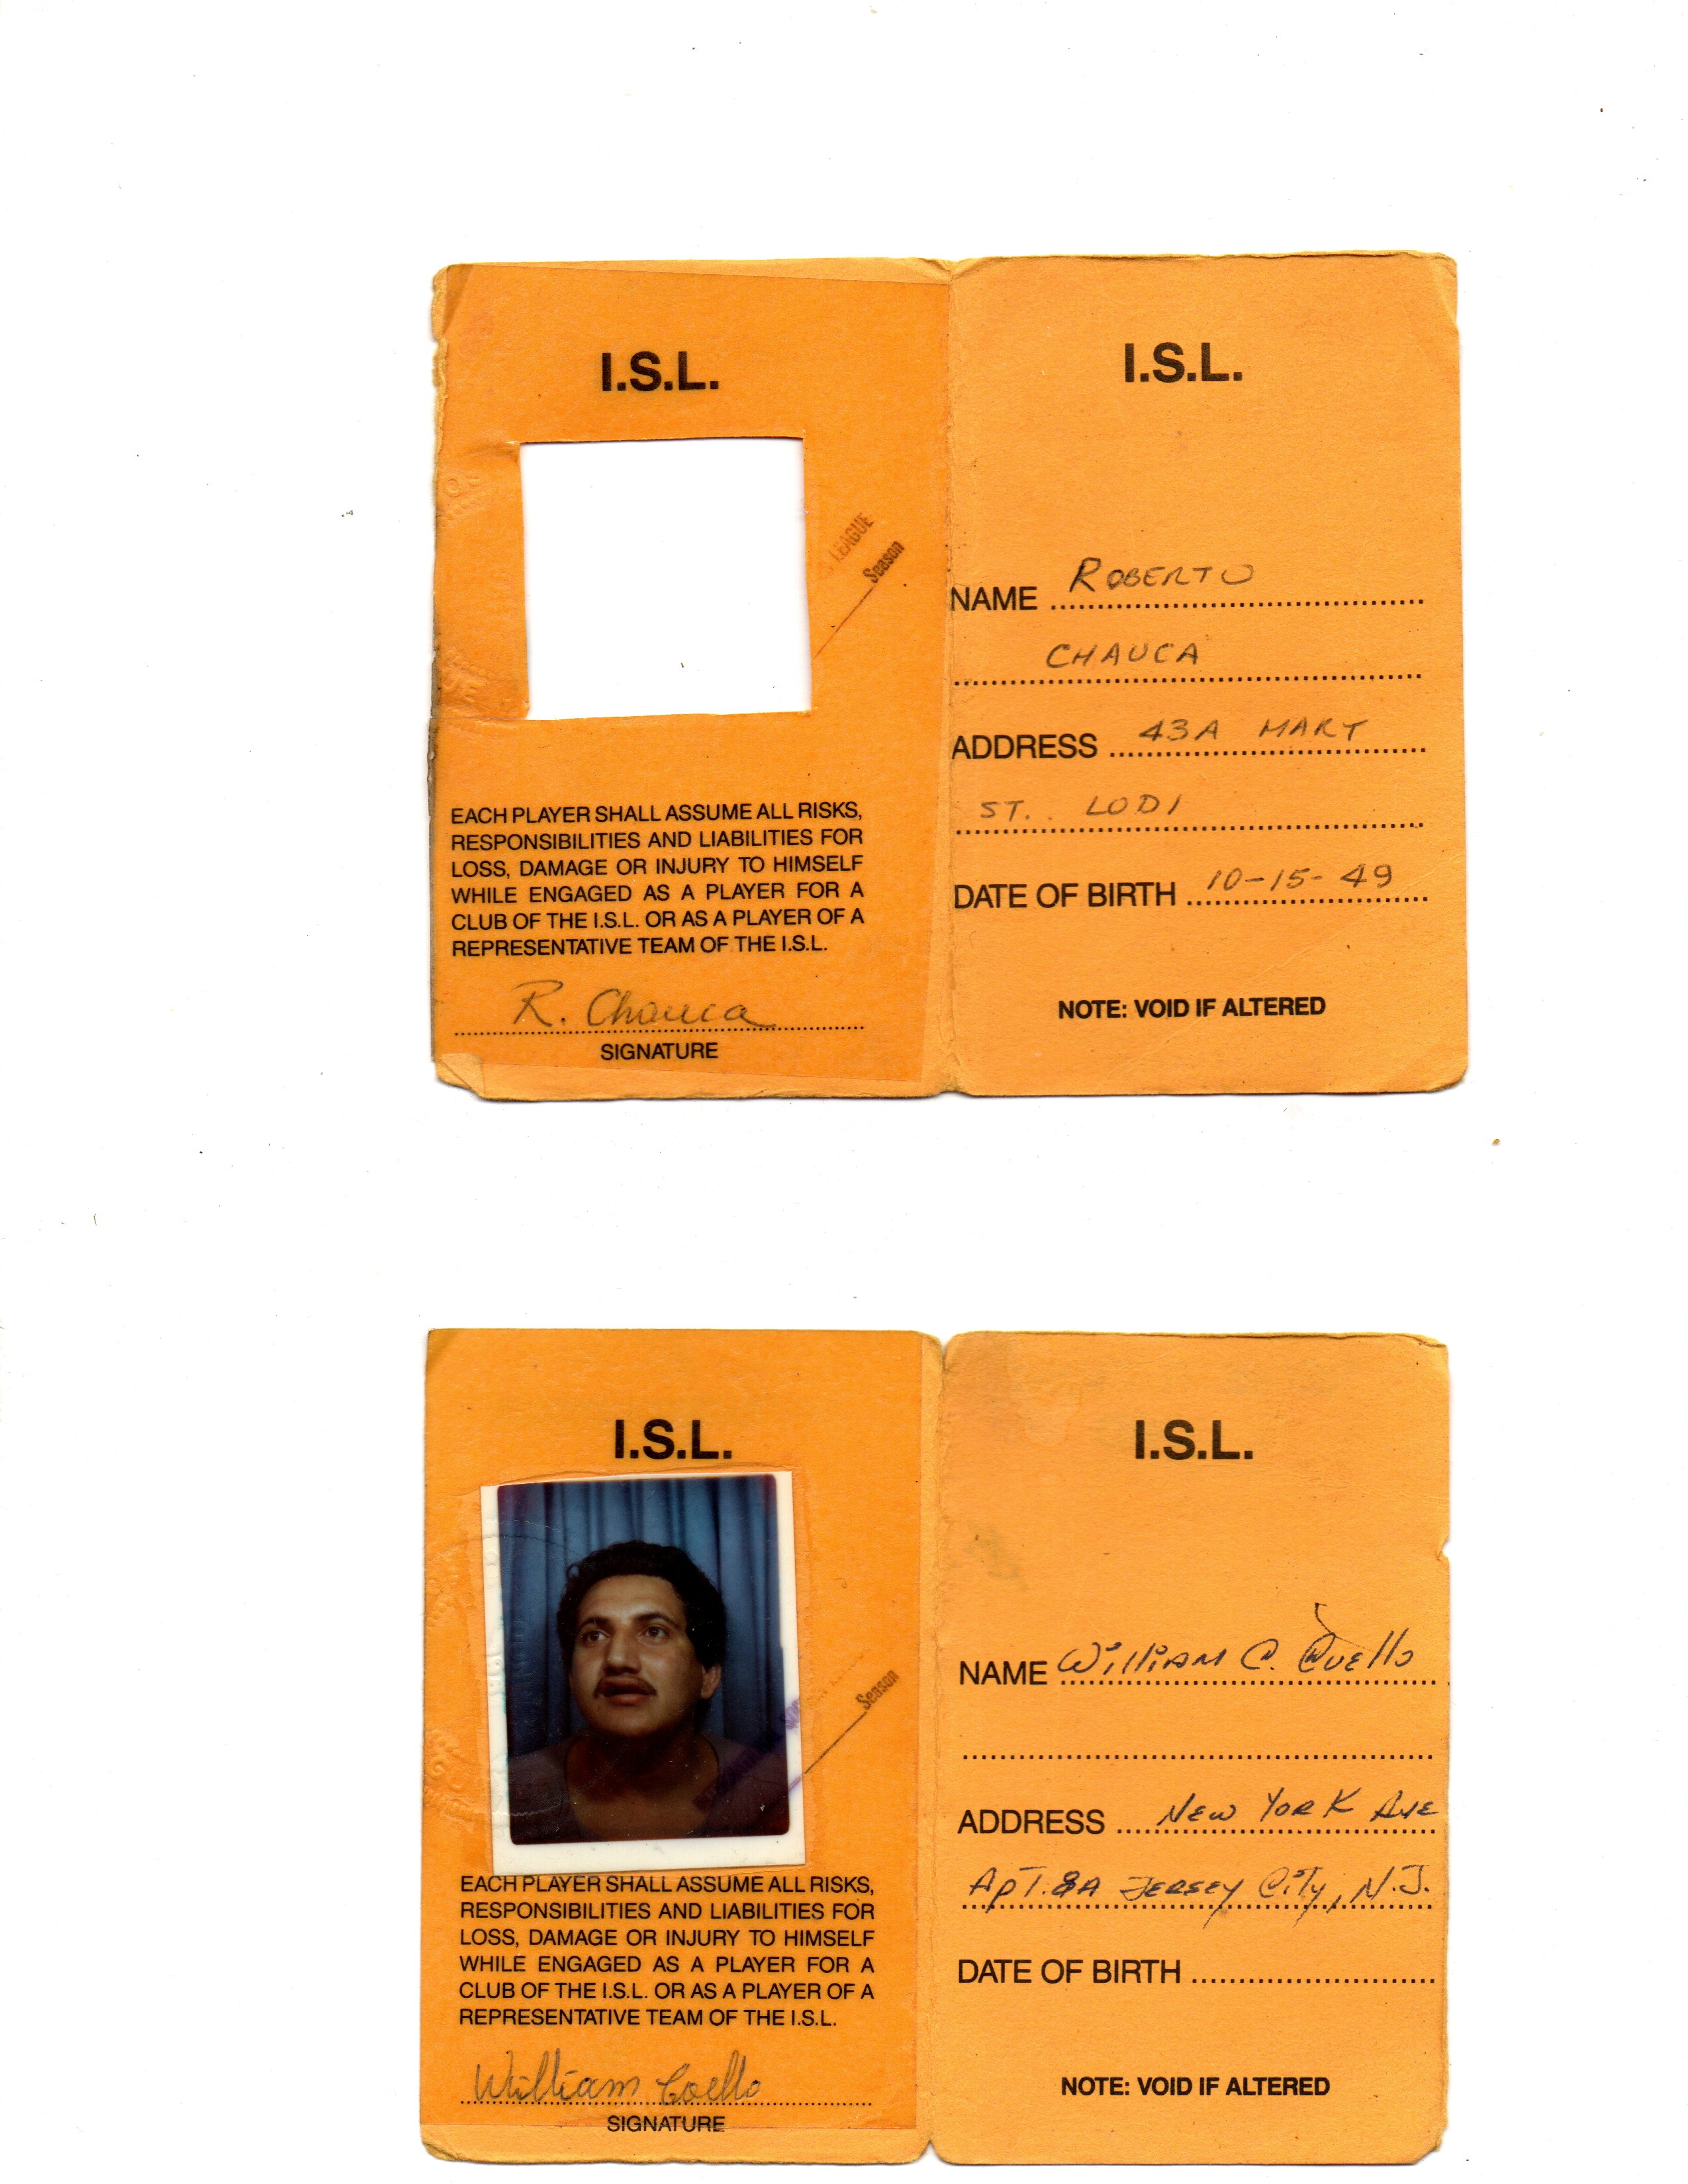 I.S.L.
LEAGUE
Season
EACH PLAYER SHALL ASSUME ALL RISKS,
RESPONSIBILITIES AND LIABILITIES FOR
LOSS, DAMAGE OR INJURY TO HIMSELF
WHILE ENGAGED AS A PLAYER FOR A
CLUB OF THE I.S.L. OR AS A PLAYER OF A
REPRESENTATIVE TEAM OF THE I.S.L.
R. Chauca
SIGNATURE
I.S.L.
NAME ROBERTO
CHAUCA
ADDRESS 43A MART
ST. LODI
DATE OF BIRTH 10-15-49
NOTE: VOID IF ALTERED
I.S.L.
Season
EACH PLAYER SHALL ASSUME ALL RISKS,
RESPONSIBILITIES AND LIABILITIES FOR
LOSS, DAMAGE OR INJURY TO HIMSELF
WHILE ENGAGED AS A PLAYER FOR A
CLUB OF THE I.S.L. OR AS A PLAYER OF A
REPRESENTATIVE TEAM OF THE I.S.L.
William Coello
SIGNATURE
I.S.L.
NAME William C.
ADDRESS New York Ave
Apt. 8A Jersey City, N.J.
DATE OF BIRTH
NOTE: VOID IF ALTERED